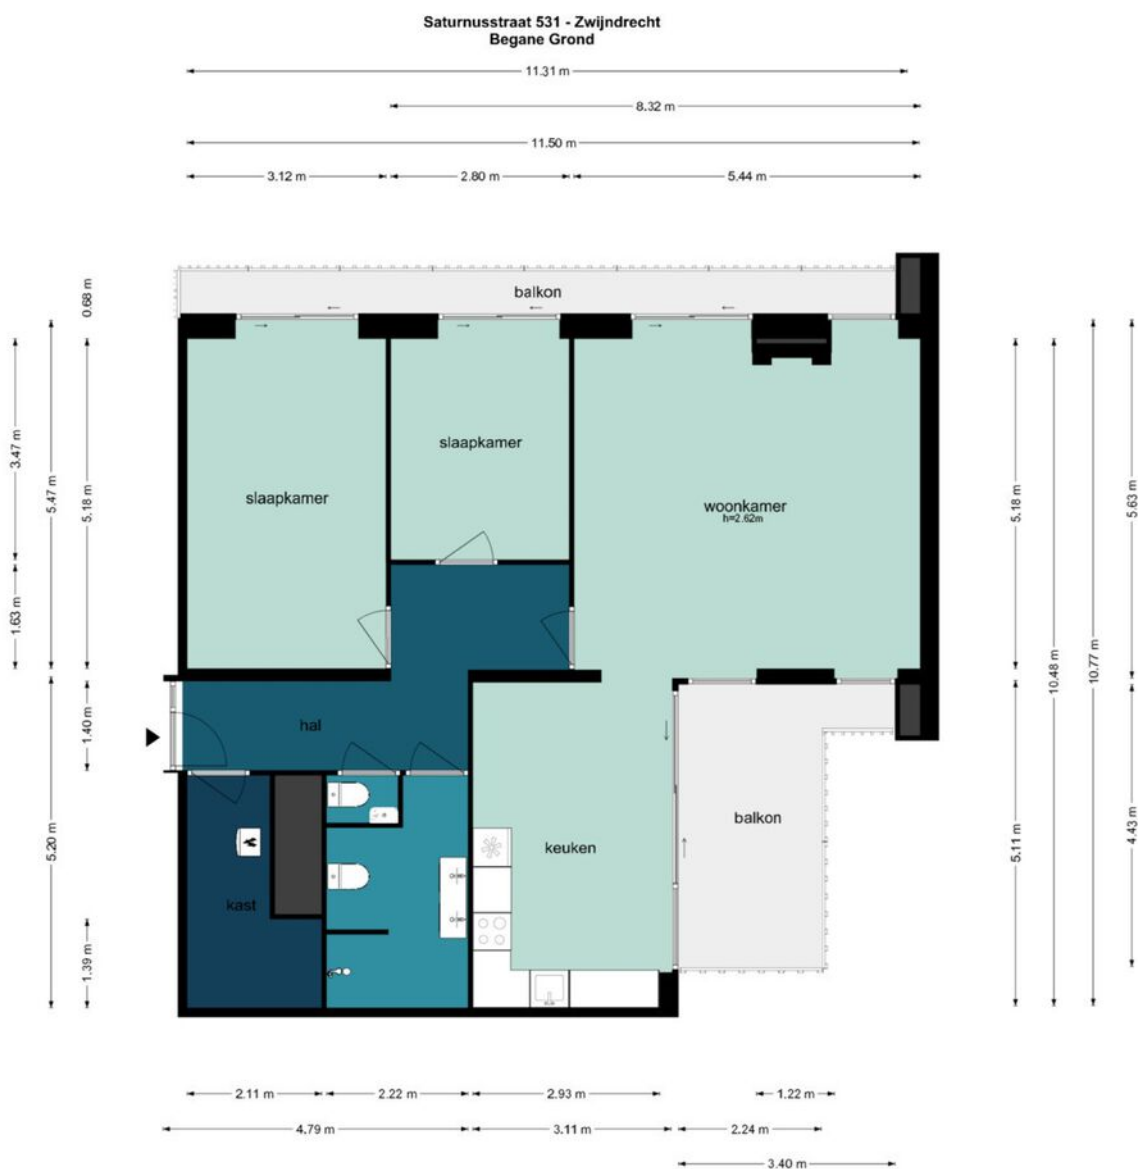 Saturnusstraat 531 - Zwijndrecht
Begane Grond
11.31 m
8.32 m
11.50 m
3.12 m
2.80 m
5.44 m
0.68 m
balkon
3.47 m
5.47 m
5.18 m
slaapkamer
slaapkamer
woonkamer
h=2.62m
5.18 m
10.48 m
10.77 m
5.63 m
1.63 m
1.40 m
hal
5.20 m
kast
keuken
balkon
5.11 m
4.43 m
1.39 m
2.11 m
2.22 m
2.93 m
1.22 m
4.79 m
3.11 m
2.24 m
3.40 m